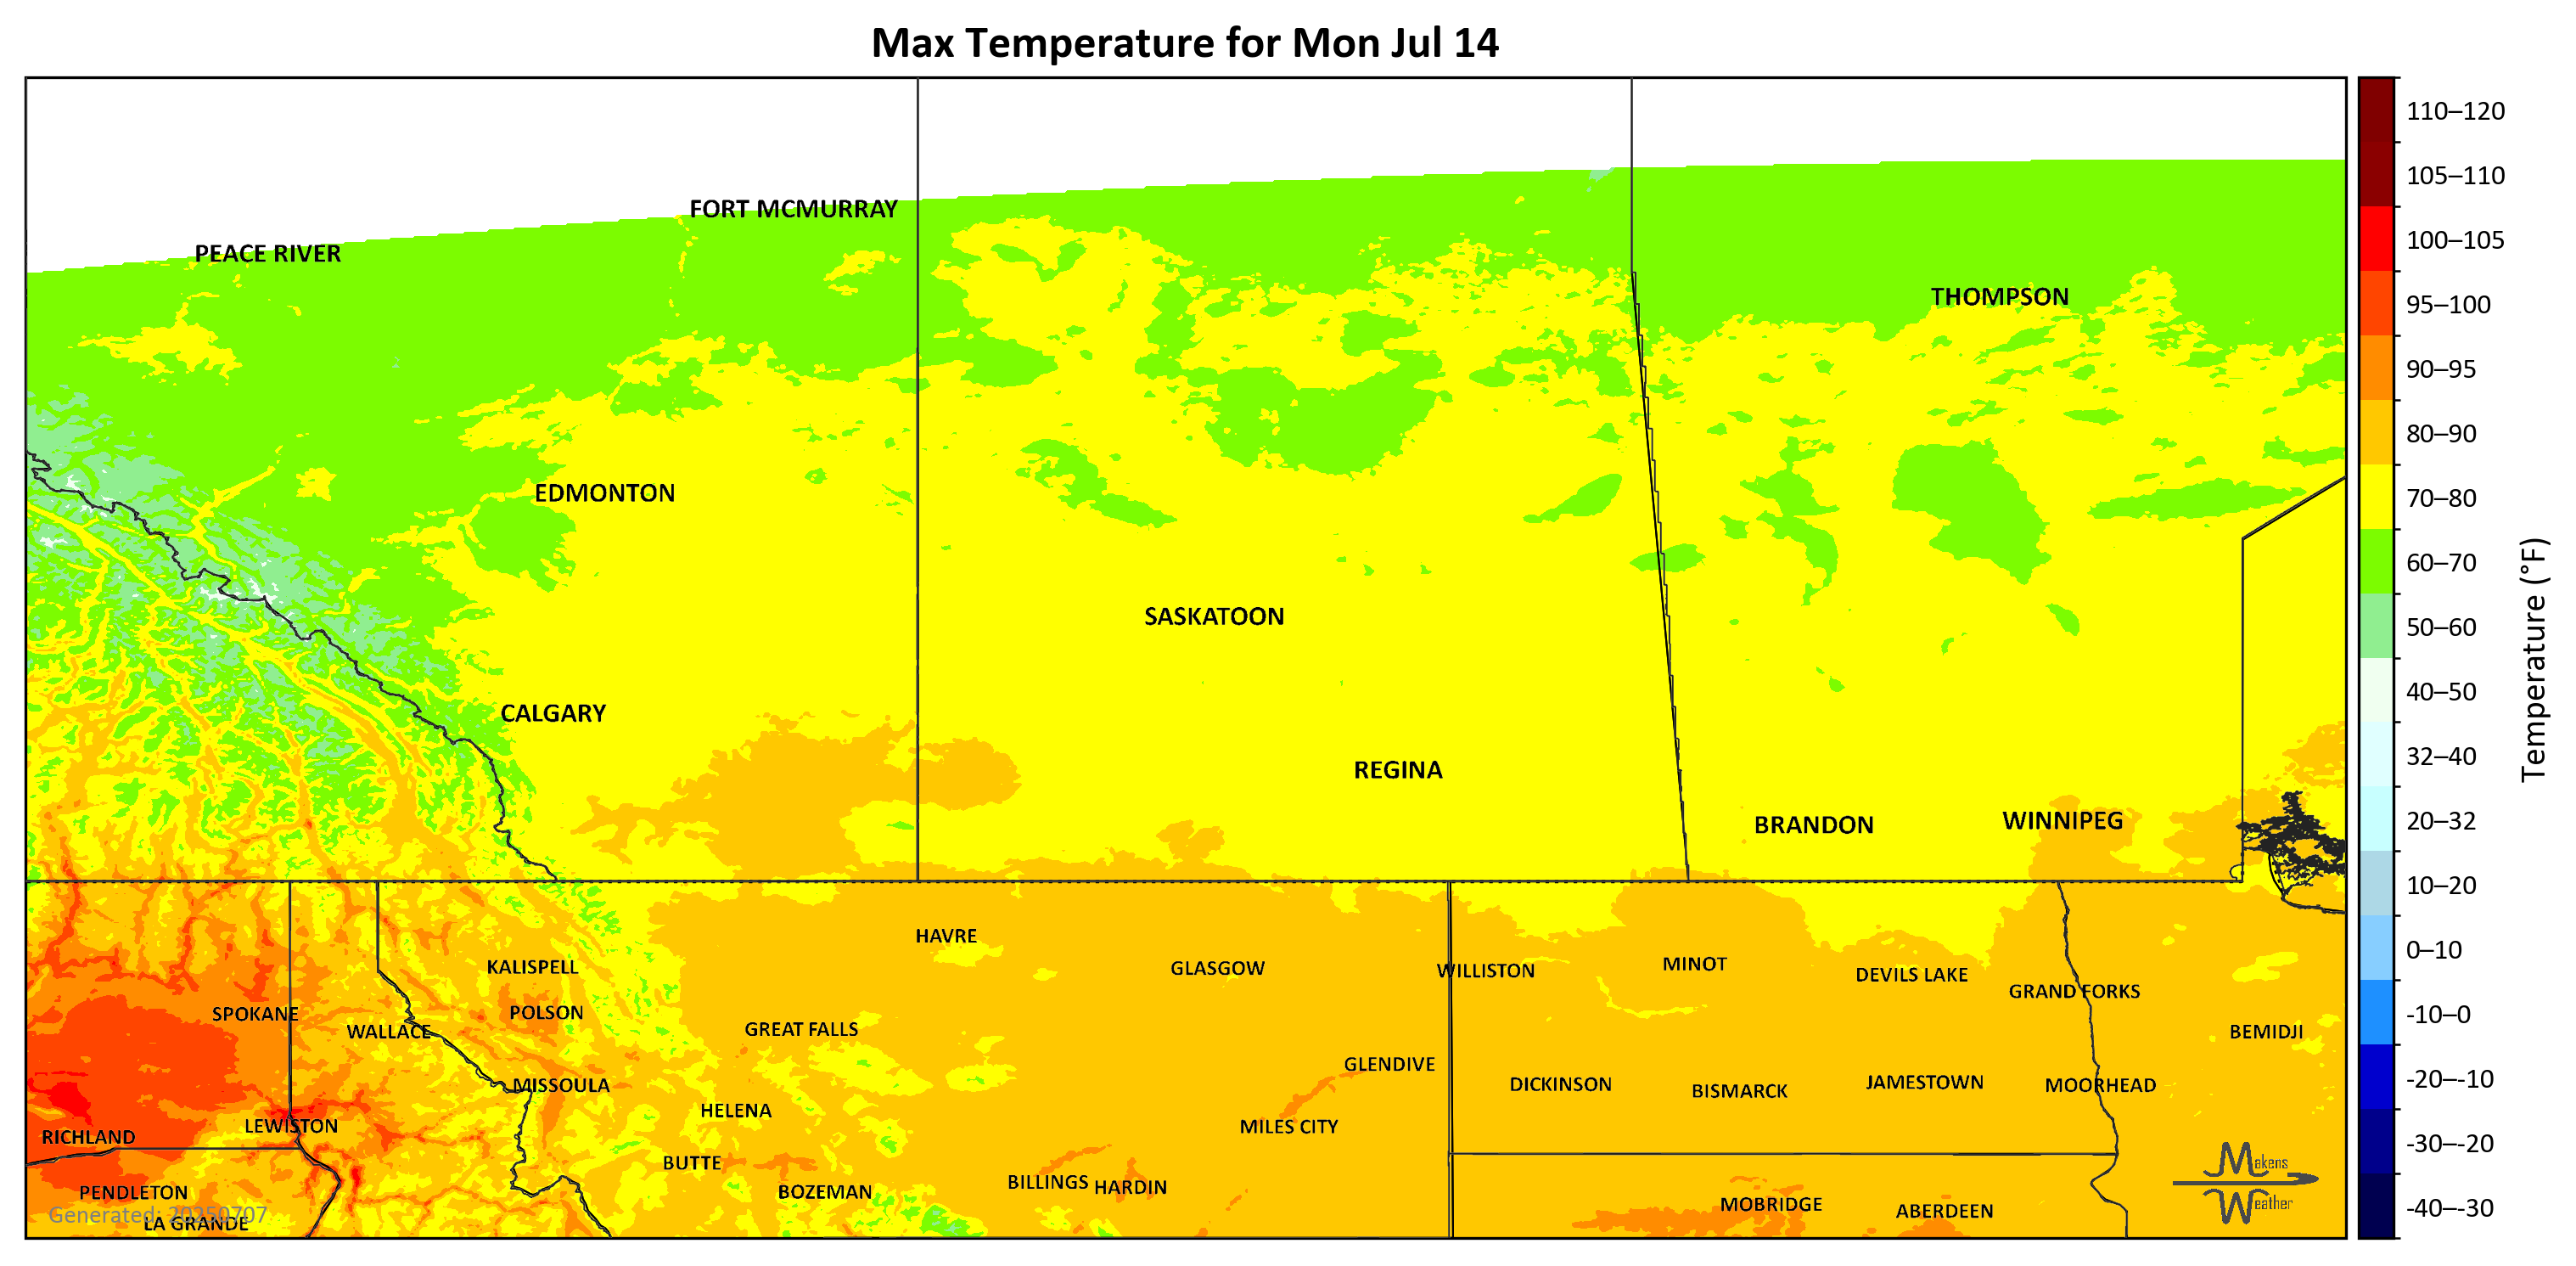 Max Temperature for Mon Jul 14
FORT MCMURRAY
PEACE RIVER
THOMPSON
EDMONTON
SASKATOON
CALGARY
REGINA
BRANDON
WINNIPEG
HAVRE
KALISPELL
GLASGOW
WILLISTON
MINOT
DEVILS LAKE
GRAND FORKS
SPOKANE
POLSON
WALLACE
GREAT FALLS
BEMIDJI
GLENDIVE
MISSOULA
DICKINSON
BISMARCK
JAMESTOWN
MOORHEAD
HELENA
LEWISTON
MILES CITY
RICHLAND
BUTTE
PENDLETON
BOZEMAN
BILLINGS
HARDIN
MOBRIDGE
ABERDEEN
Generated: 20250707
LA GRANDE
Makens
Weather
110–120
105–110
100–105
95–100
90–95
80–90
70–80
60–70
50–60
40–50
32–40
20–32
10–20
0–10
-10–0
-20–-10
-30–-20
-40–-30
Temperature (°F)